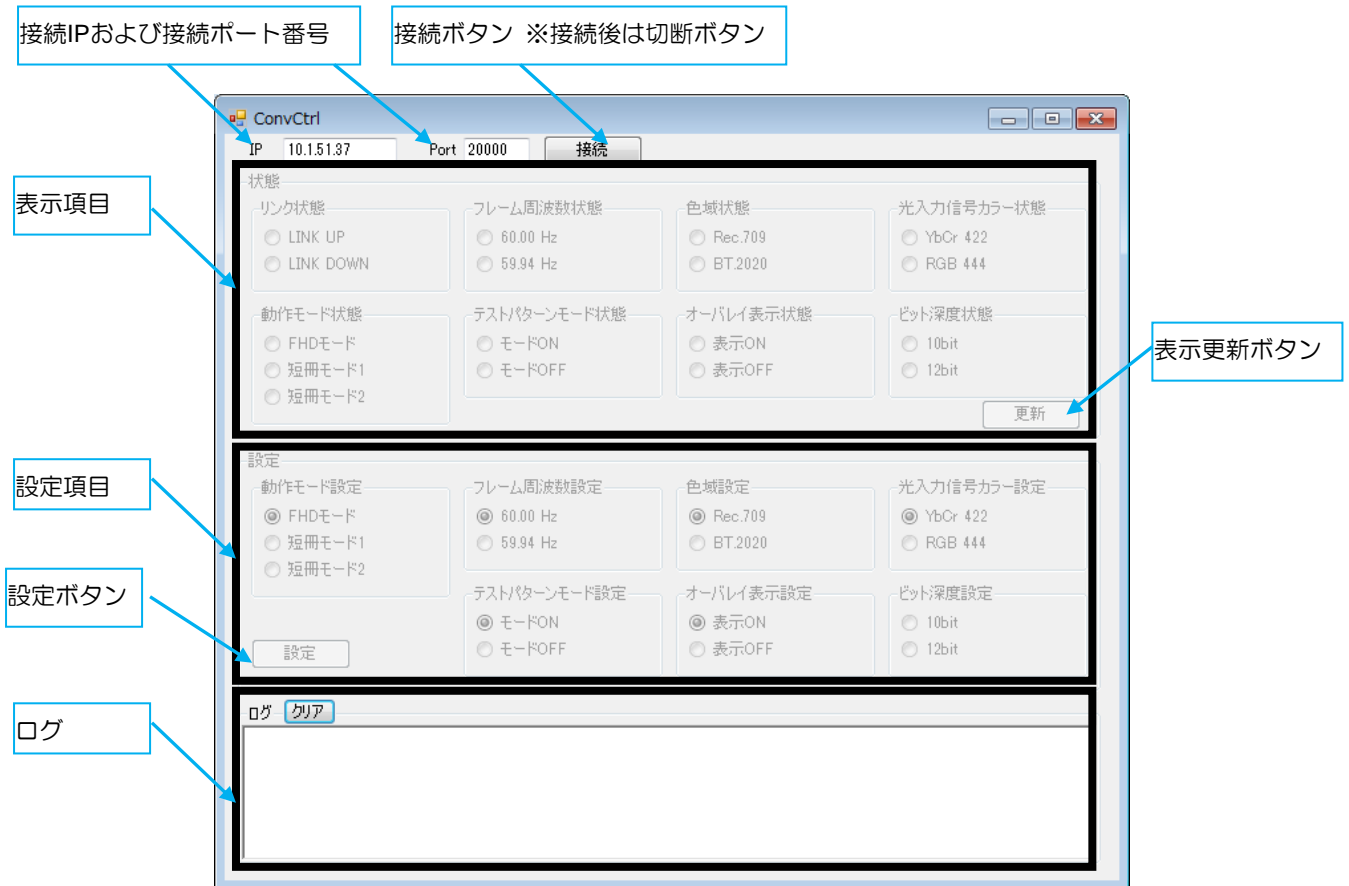 接続IPおよび接続ポート番号
接続ボタン ※接続後は切断ボタン
ConvCtrl
IP 10.1.51.37 Port 20000 接続
表示項目
状態
リンク状態 フレーム周波数状態 色域状態 光入力信号カラー状態
LINK UP 60.00 Hz Rec.709 YbCr 422
LINK DOWN 59.94 Hz BT.2020 RGB 444
動作モード状態 テストパターンモード状態 オーバレイ表示状態 ビット深度状態
FHDモード モードON 表示ON 10bit
短冊モード1 モードOFF 表示OFF 12bit
短冊モード2
更新
表示更新ボタン
設定項目
設定
動作モード設定 フレーム周波数設定 色域設定 光入力信号カラー設定
FHDモード 60.00 Hz Rec.709 YbCr 422
短冊モード1 59.94 Hz BT.2020 RGB 444
短冊モード2
設定ボタン
テストパターンモード設定 オーバレイ表示設定 ビット深度設定
モードON 表示ON 10bit
設定 モードOFF 表示OFF 12bit
ログ
ログ クリア